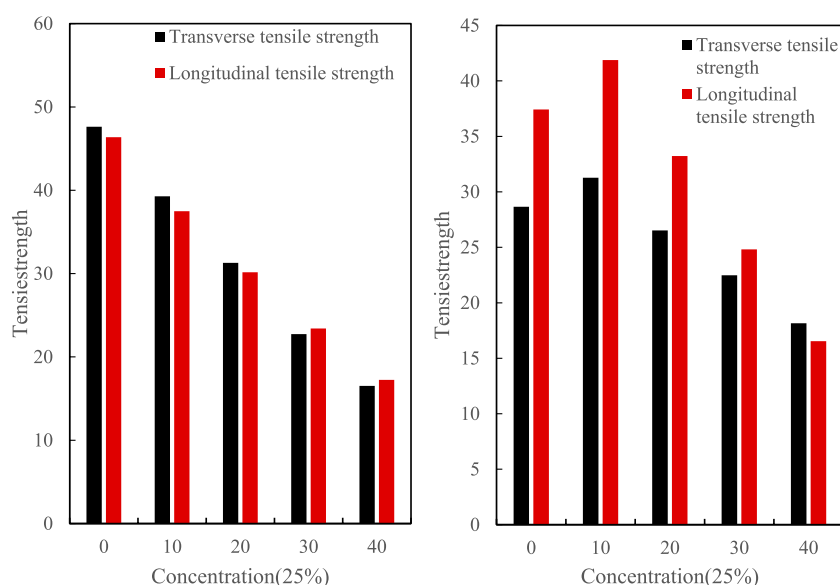 60
50
40
30
20
10
0
Tensiestrength
Transverse tensile strength
Longitudinal tensile strength
0 10 20 30 40
Concentration(25%)
45
40
35
30
25
20
15
10
5
0
Tensiestrength
Transverse tensile
strength
Longitudinal
tensile strength
0 10 20 30 40
Concentration(25%)